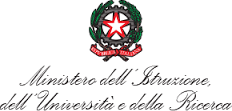 Ministero dell'Istruzione,
dell'Università e della Ricerca